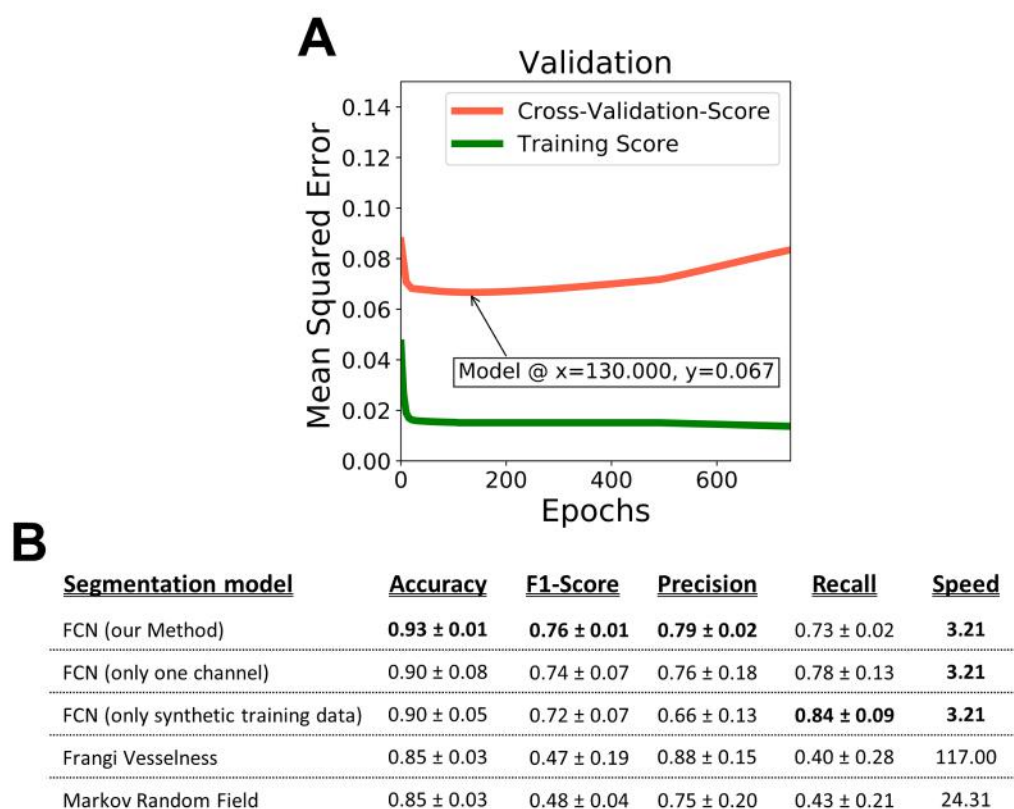 A
Validation
Cross-Validation-Score
Training Score
Mean Squared Error
0.14
0.12
0.10
0.08
0.06
0.04
0.02
0.00
Model @ x=130.000, y=0.067
0 200 400 600
Epochs
B
Segmentation model Accuracy F1-Score Precision Recall Speed
FCN (our Method) 0.93 ± 0.01 0.76 ± 0.01 0.79 ± 0.02 0.73 ± 0.02 3.21
FCN (only one channel) 0.90 ± 0.08 0.74 ± 0.07 0.76 ± 0.18 0.78 ± 0.13 3.21
FCN (only synthetic training data) 0.90 ± 0.05 0.72 ± 0.07 0.66 ± 0.13 0.84 ± 0.09 3.21
Frangi Vesselness 0.85 ± 0.03 0.47 ± 0.19 0.88 ± 0.15 0.40 ± 0.28 117.00
Markov Random Field 0.85 ± 0.03 0.48 ± 0.04 0.75 ± 0.20 0.43 ± 0.21 24.31